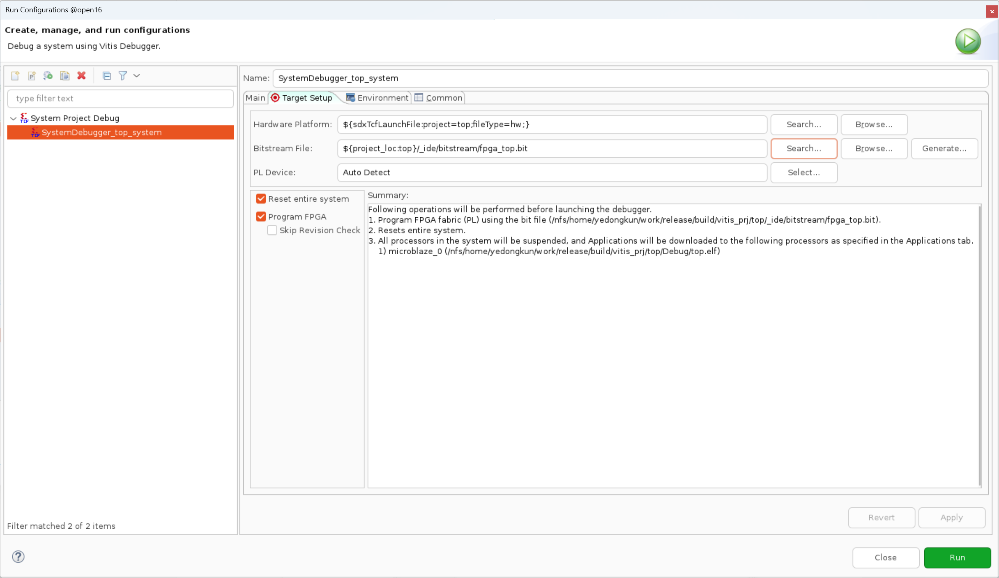 Run Configurations @open16
Create, manage, and run configurations
Debug a system using Vitis Debugger.
type filter text
System Project Debug
SystemDebugger_top_system
Filter matched 2 of 2 items
Name: SystemDebugger_top_system
Main Target Setup Environment Common
Hardware Platform: ${sdxTcfLaunchFile:project=top;fileType=hw;} Search... Browse...
Bitstream File: ${project_loc:top}/_ide/bitstream/fpga_top.bit Search... Browse... Generate...
PL Device: Auto Detect Select...
Reset entire system
Program FPGA
Skip Revision Check
Summary:
Following operations will be performed before launching the debugger.
1. Program FPGA fabric (PL) using the bit file (/nfs/home/yedongkun/work/release/build/vitis_prj/top/_ide/bitstream/fpga_top.bit).
2. Resets entire system.
3. All processors in the system will be suspended, and Applications will be downloaded to the following processors as specified in the Applications tab.
1) microblaze_0 (/nfs/home/yedongkun/work/release/build/vitis_prj/top/Debug/top.elf)
Revert Apply
Close Run